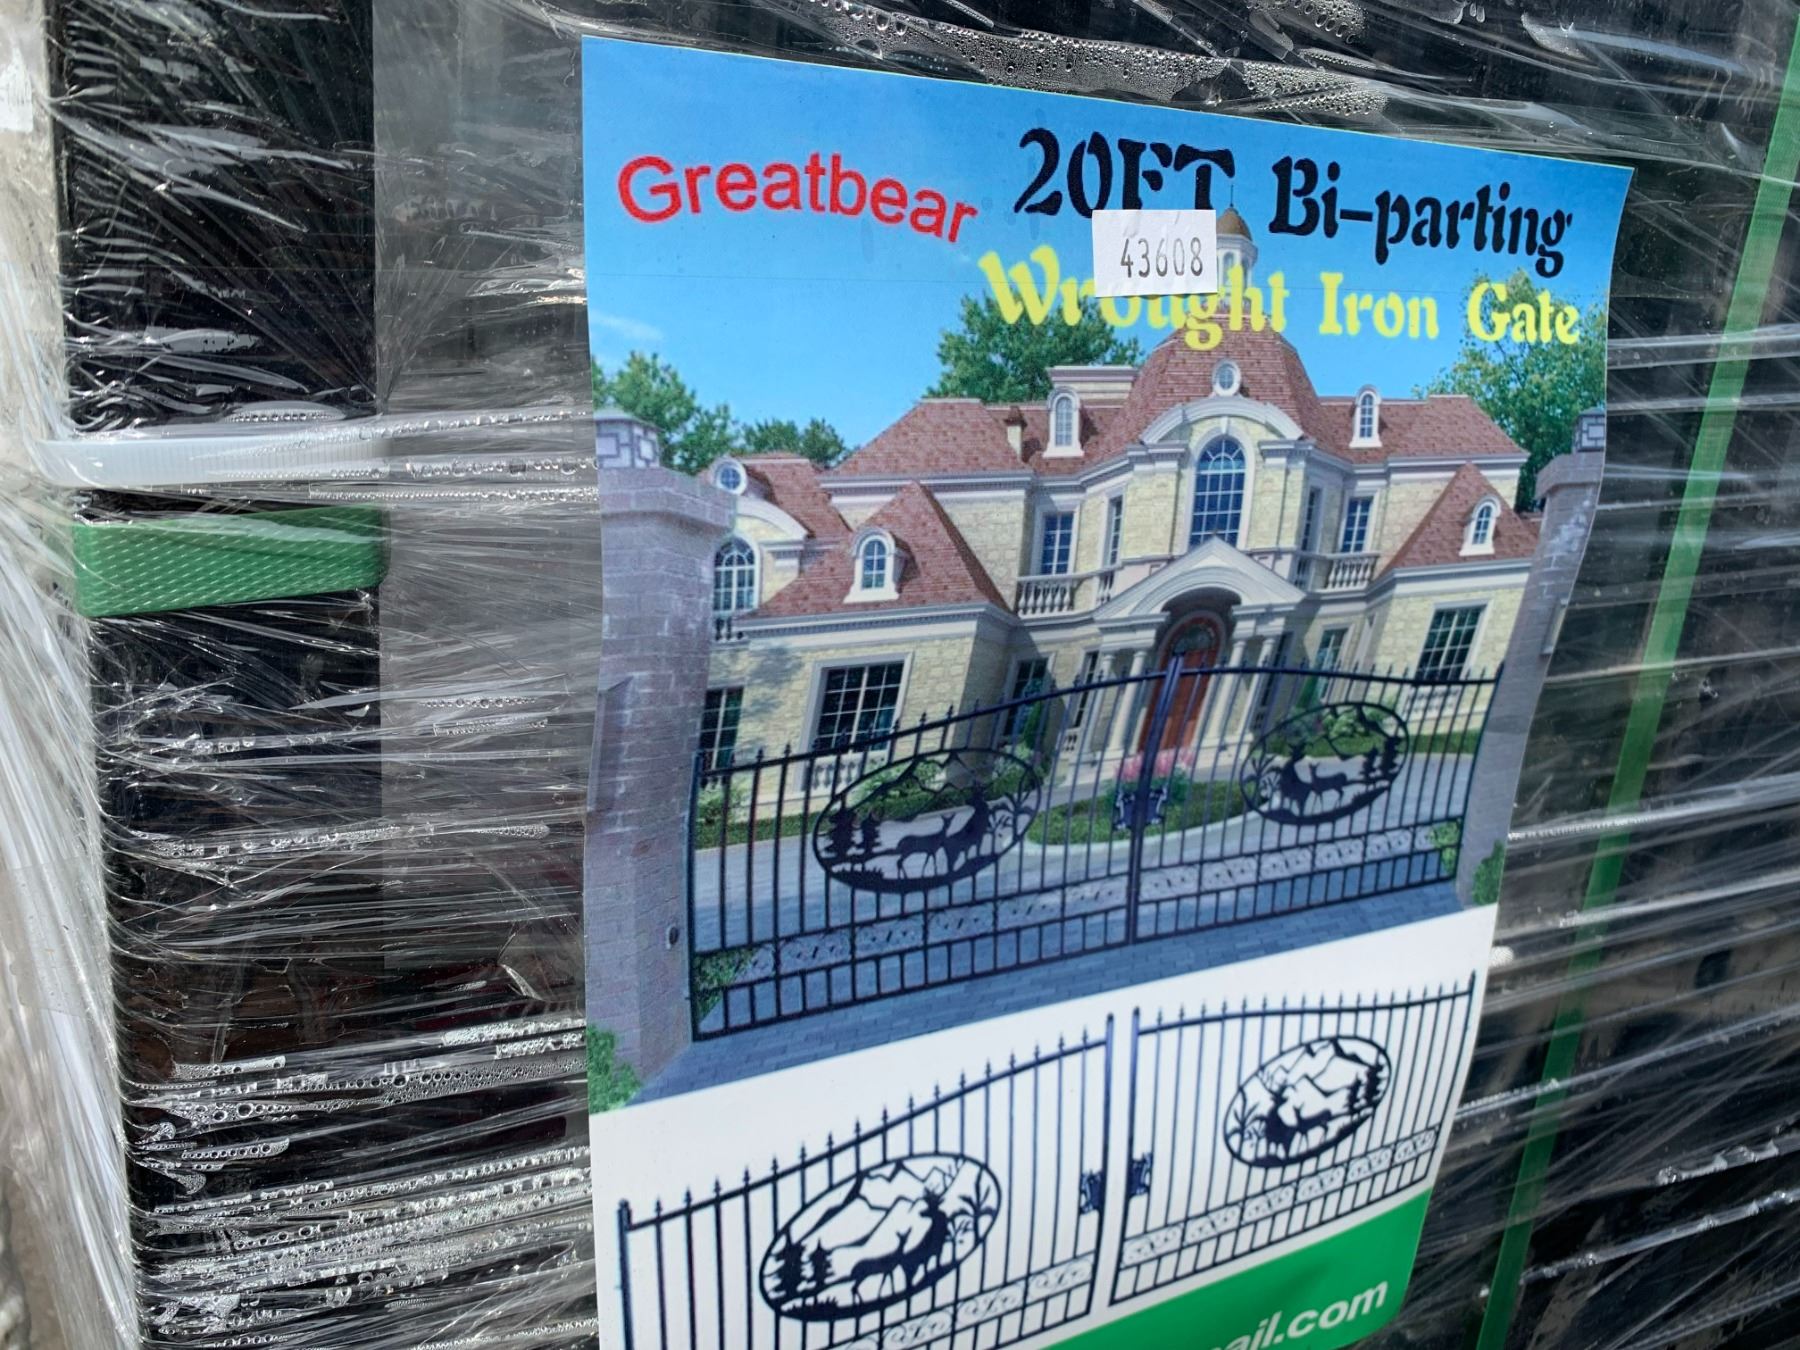 Greatbear
20FT Bi-parting
43608
Wrought Iron Gate
ail.com